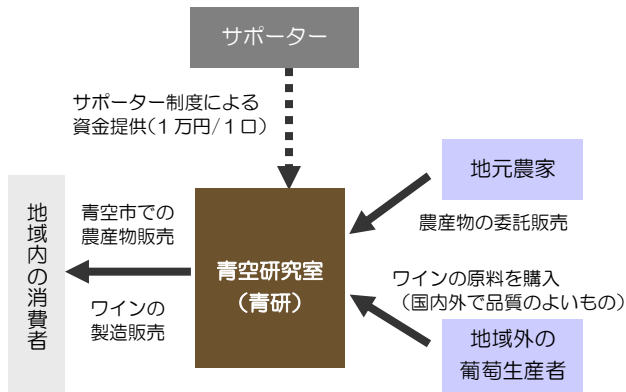 サポーター
サポーター制度による
資金提供(１万円/１口)
地元農家
農産物の委託販売
地域内の消費者
青空市での
農産物販売
ワインの
製造販売
青空研究室
（青研）
ワインの原料を購入
（国内外で品質のよいもの）
地域外の
葡萄生産者